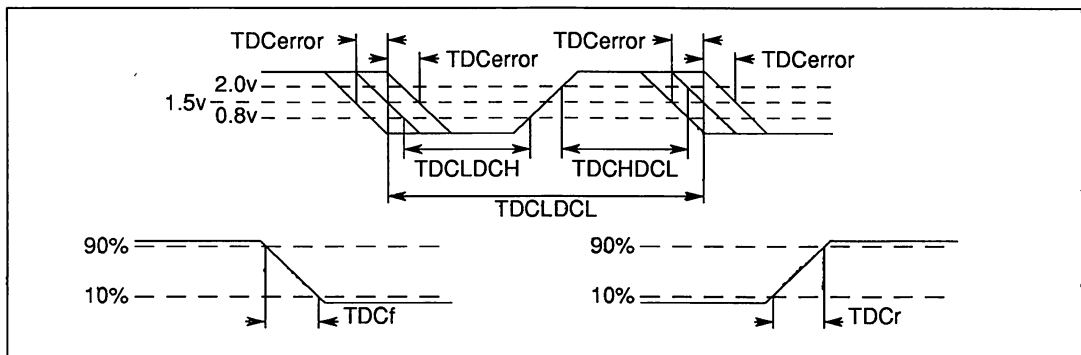 TDCerror
TDCerror
TDCerror
TDCerror
2.0v
1.5v
0.8v
TDCLDCH
TDCHDCL
TDCLDCL
90%
90%
10%
10%
TDCf
TDCr